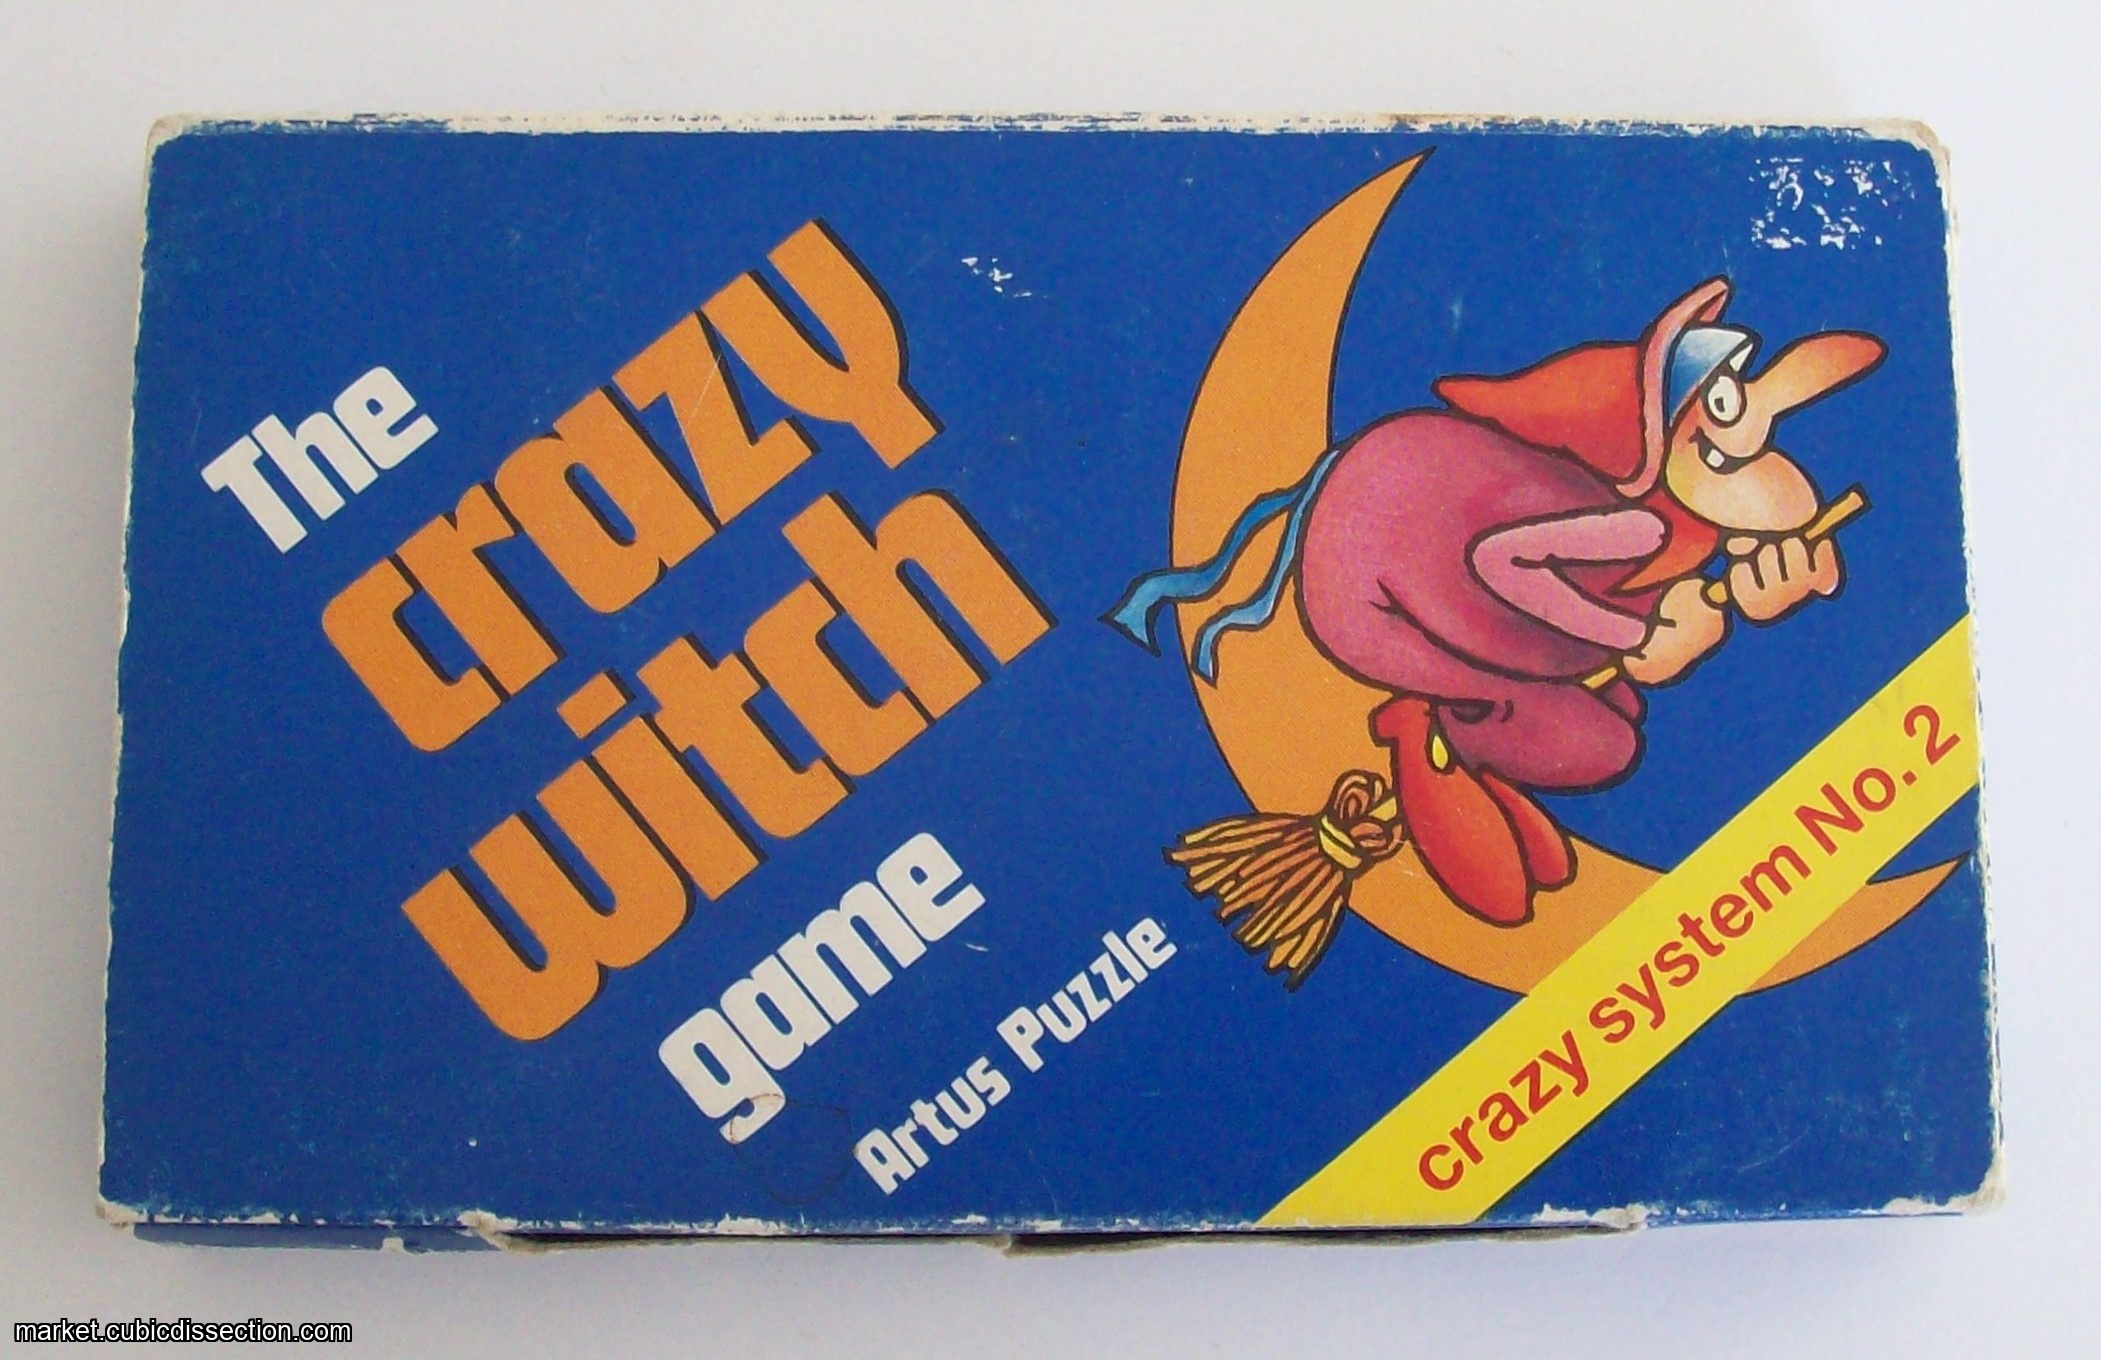 The
crazy
witch
game
Artus Puzzle
crazy system No. 2
market.cubicdissection.com